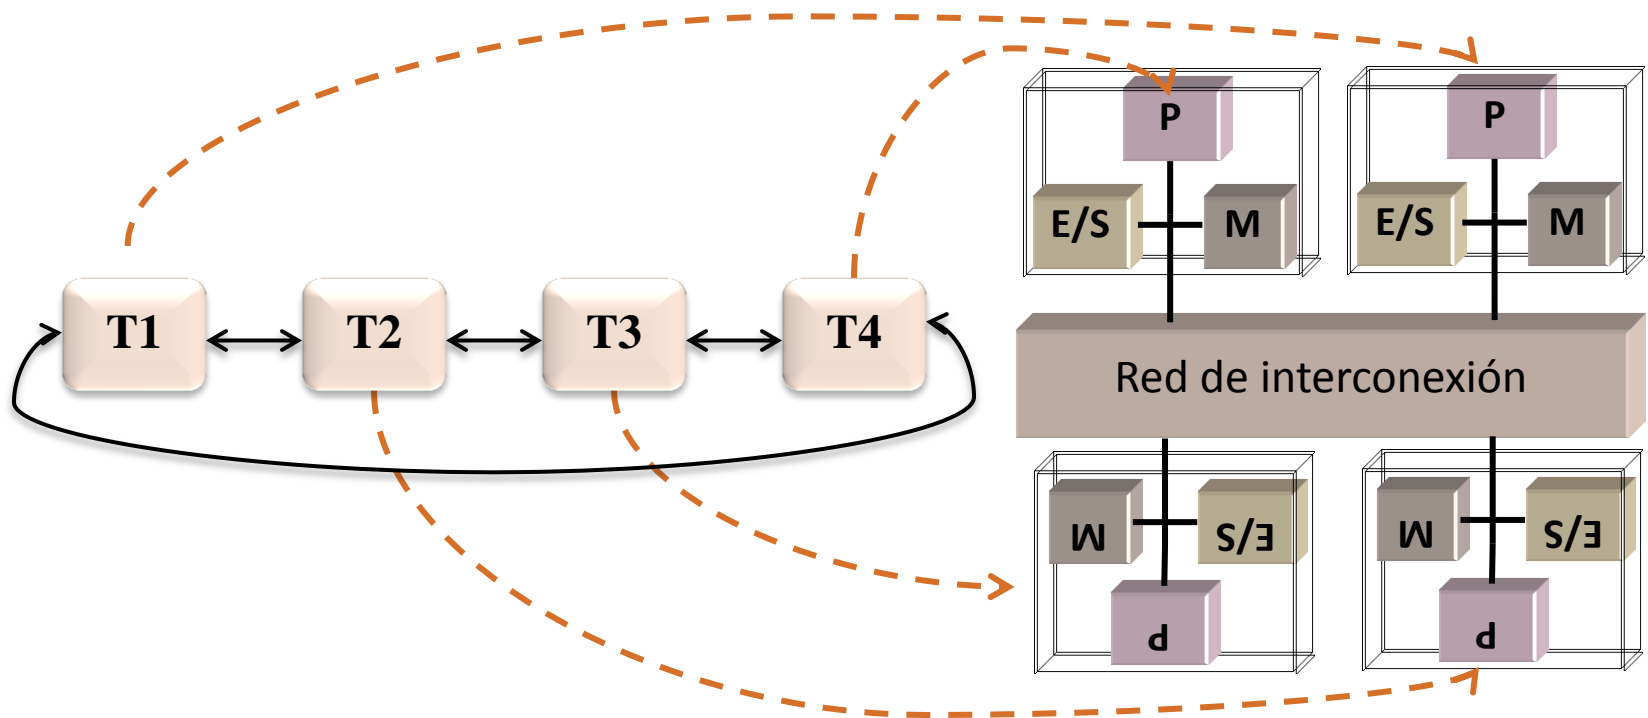 P
P
E/S
M
E/S
M
T1
T2
T3
T4
Red de interconexión
M
E/S
M
E/S
P
P